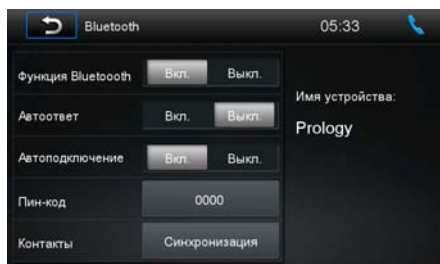 Bluetooth 05:33
Функция Bluetoooth Вкл. Выкл.
Автоответ Вкл. Выкл.
Автоподключение Вкл. Выкл.
Пин-код 0000
Контакты Синхронизация
Имя устройства:
Prology